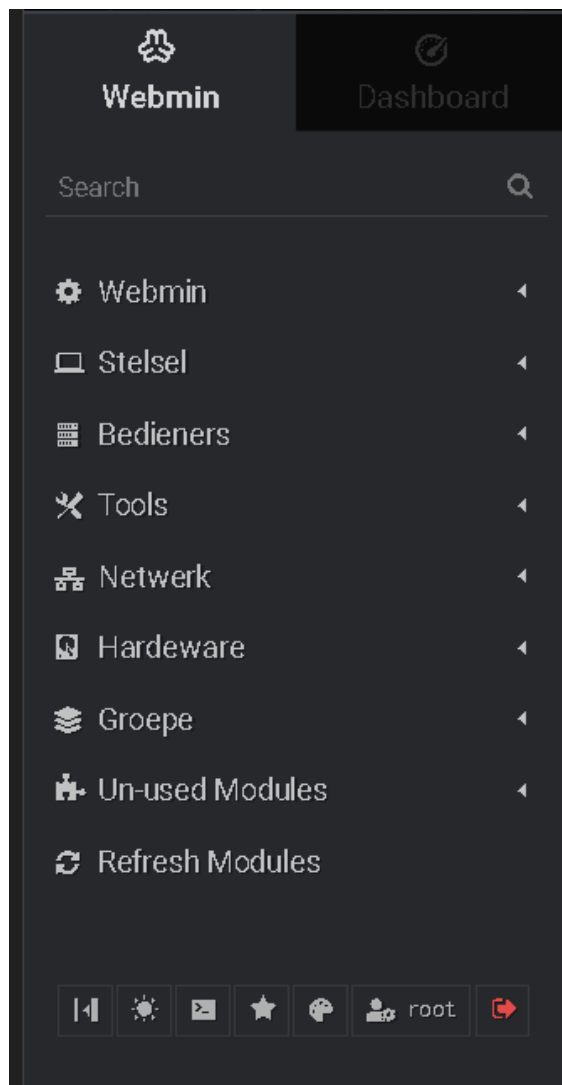 Webmin
Dashboard
Search
Webmin
Stelsel
Bedieners
Tools
Netwerk
Hardeware
Groepe
Un-used Modules
Refresh Modules
root